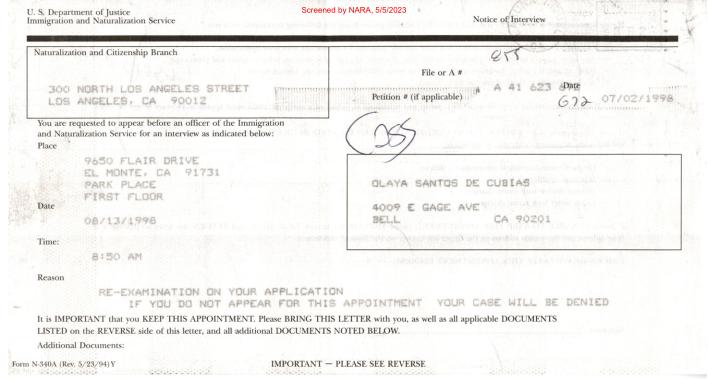 Screened by NARA, 5/5/2023
U. S. Department of Justice
Immigration and Naturalization Service
Notice of Interview
Naturalization and Citizenship Branch
300 NORTH LOS ANGELES STREET
LOS ANGELES, CA 90012
File or A #
A 41 623 672
Petition # (if applicable)
Date
07/02/1998
You are requested to appear before an officer of the Immigration
and Naturalization Service for an interview as indicated below:
Place
9650 FLAIR DRIVE
EL MONTE, CA 91731
PARK PLACE
FIRST FLOOR
OLAYA SANTOS DE CUBIAS
4009 E GAGE AVE
BELL CA 90201
Date
08/13/1998
Time:
8:50 AM
Reason
RE-EXAMINATION ON YOUR APPLICATION
IF YOU DO NOT APPEAR FOR THIS APPOINTMENT YOUR CASE WILL BE DENIED
It is IMPORTANT that you KEEP THIS APPOINTMENT. Please BRING THIS LETTER with you, as well as all applicable DOCUMENTS
LISTED on the REVERSE side of this letter, and all additional DOCUMENTS NOTED BELOW.
Additional Documents:
Form N-340A (Rev. 5/23/94)Y
IMPORTANT — PLEASE SEE REVERSE